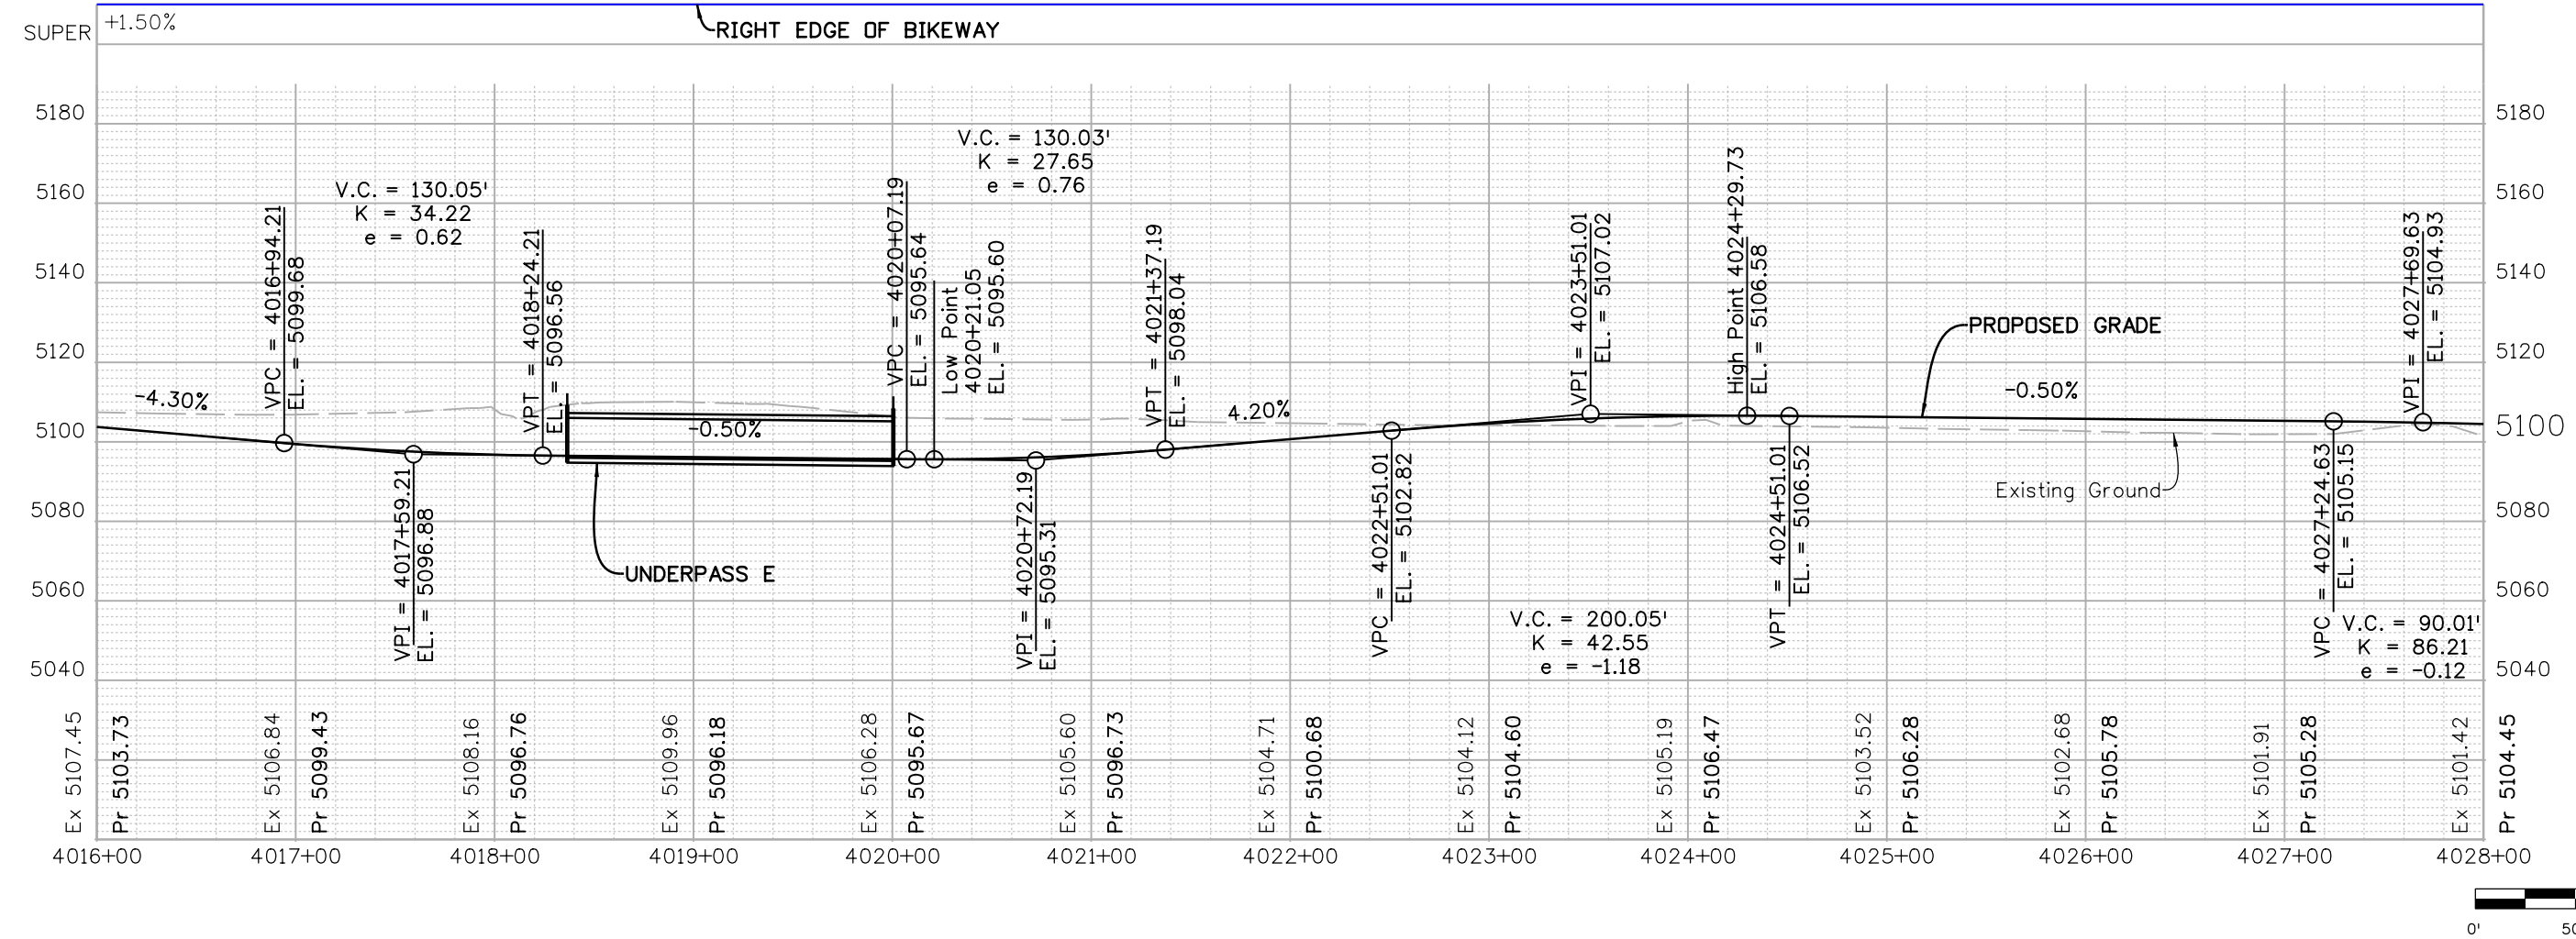 SUPER
+1.50%
RIGHT EDGE OF BIKEWAY
5180
5160
5140
5120
5100
5080
5060
5040
5180
5160
5140
5120
5100
5080
5060
5040
-4.30%
VPC = 4016+94.21
EL. = 5099.68
V.C. = 130.05'
K = 34.22
e = 0.62
VPI = 4017+59.21
EL. = 5096.88
VPT = 4018+24.21
EL. = 5096.56
-0.50%
UNDERPASS E
VPC = 4020+07.19
EL. = 5095.64
Low Point
4020+21.05
EL. = 5095.60
V.C. = 130.03'
K = 27.65
e = 0.76
VPI = 4020+72.19
EL. = 5095.31
VPT = 4021+37.19
EL. = 5098.04
4.20%
VPC = 4022+51.01
EL. = 5102.82
VPI = 4023+51.01
EL. = 5107.02
High Point 4024+29.73
EL. = 5106.58
V.C. = 200.05'
K = 42.55
e = -1.18
VPT = 4024+51.01
EL. = 5106.52
PROPOSED GRADE
-0.50%
Existing Ground
VPC = 4027+24.63
EL. = 5105.15
VPI = 4027+69.63
EL. = 5104.93
V.C. = 90.01'
K = 86.21
e = -0.12
Ex 5107.45
Pr 5103.73
Ex 5106.84
Pr 5099.43
Ex 5108.16
Pr 5096.76
Ex 5109.96
Pr 5096.18
Ex 5106.28
Pr 5095.67
Ex 5105.60
Pr 5096.73
Ex 5104.71
Pr 5100.68
Ex 5104.12
Pr 5104.60
Ex 5105.19
Pr 5106.47
Ex 5103.52
Pr 5106.28
Ex 5102.68
Pr 5105.78
Ex 5101.91
Pr 5105.28
Ex 5101.42
Pr 5104.45
4016+00 4017+00 4018+00 4019+00 4020+00 4021+00 4022+00 4023+00 4024+00 4025+00 4026+00 4027+00 4028+00
0'